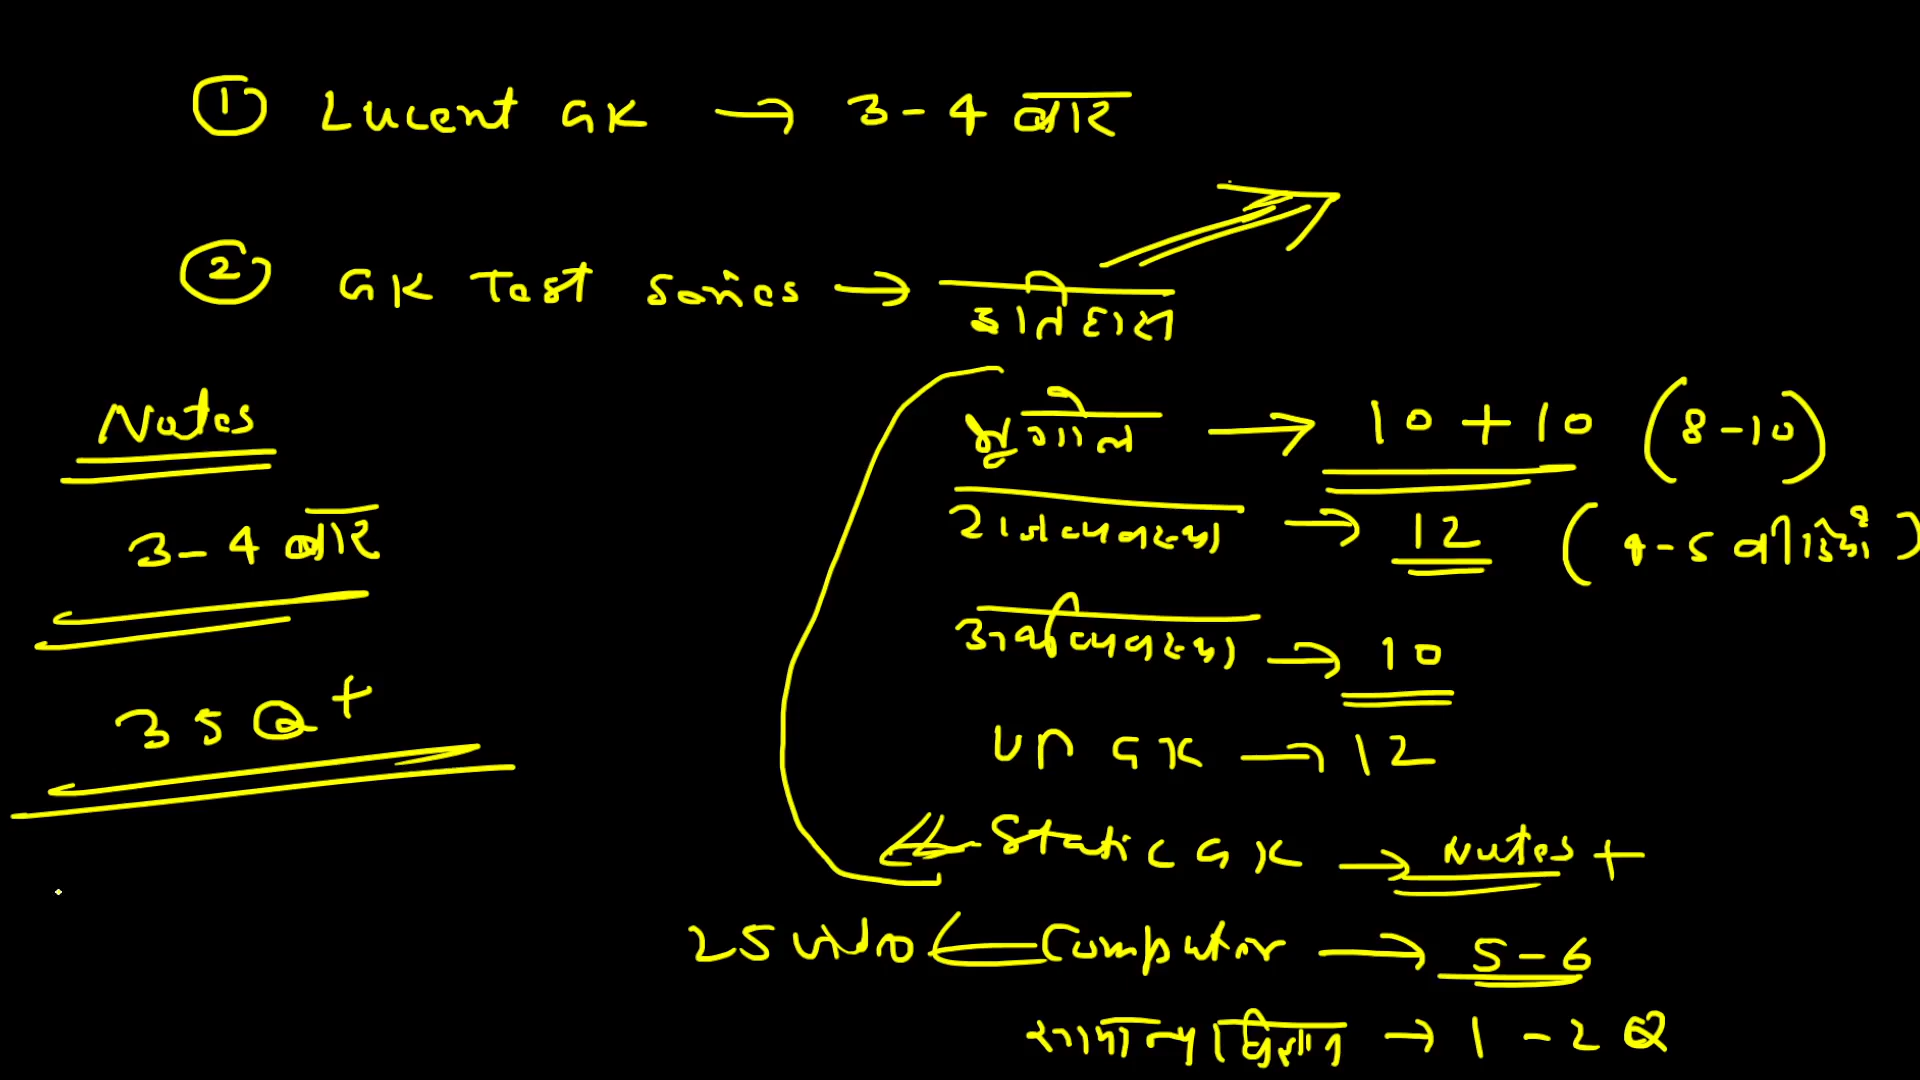 ① Lucent GK → 3-4 बार
② GK Test Series → इतिहास
भूगोल → 10 + 10 (8-10)
राजव्यवस्था → 12 (4-5 वीडियो)
अर्थव्यवस्था → 10
UP GK → 12
Static GK → Notes +
25 video ← Computer → 5-6
सामान्य विज्ञान → 1-2 Q
Notes
3-4 बार
35 Q+